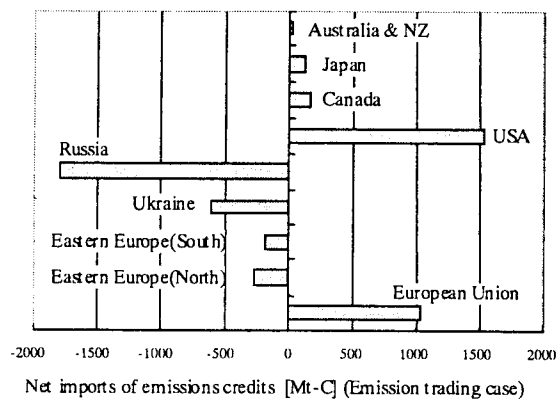 Australia & NZ
Japan
Canada
USA
Russia
Ukraine
Eastern Europe(South)
Eastern Europe(North)
European Union
-2000 -1500 -1000 -500 0 500 1000 1500 2000
Net imports of emissions credits [Mt-C] (Emission trading case)